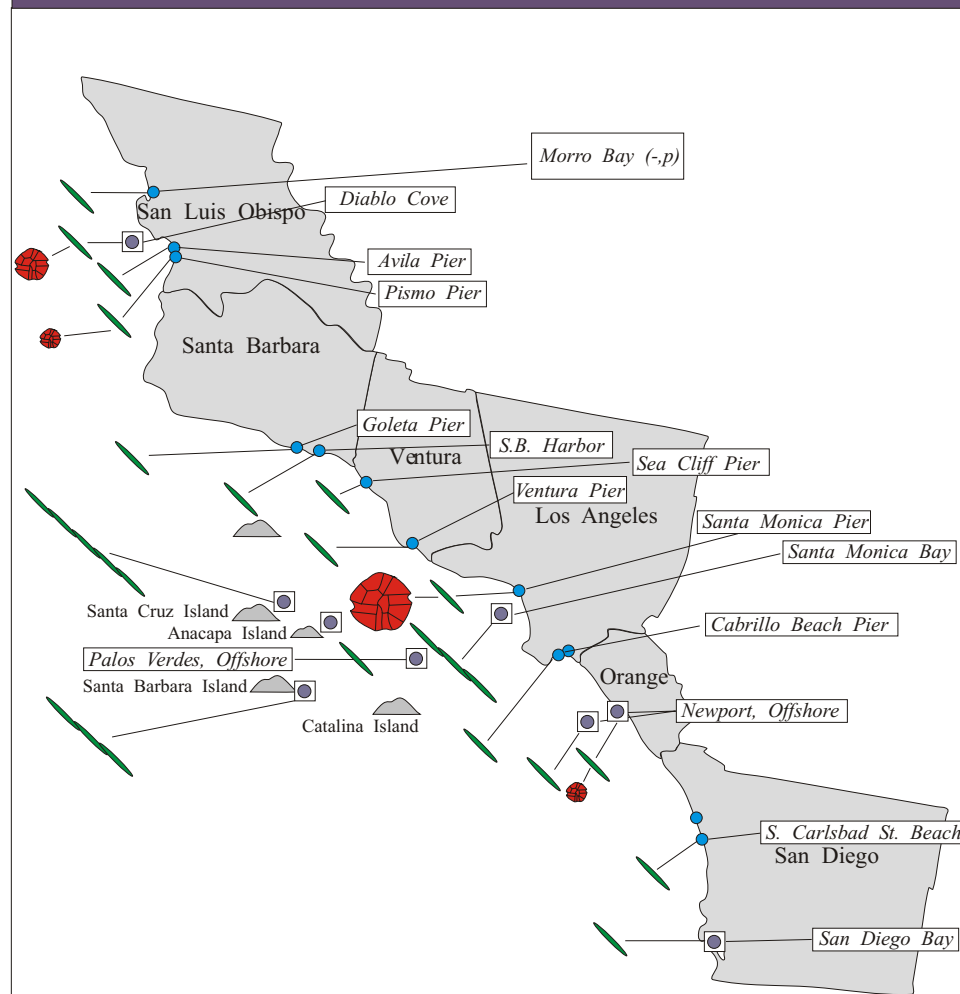 Morro Bay (-,p)
Diablo Cove
San Luis Obispo
Avila Pier
Pismo Pier
Santa Barbara
Goleta Pier
S.B. Harbor
Ventura
Sea Cliff Pier
Ventura Pier
Los Angeles
Santa Monica Pier
Santa Monica Bay
Santa Cruz Island
Anacapa Island
Cabrillo Beach Pier
Palos Verdes, Offshore
Orange
Santa Barbara Island
Newport, Offshore
Catalina Island
S. Carlsbad St. Beach
San Diego
San Diego Bay